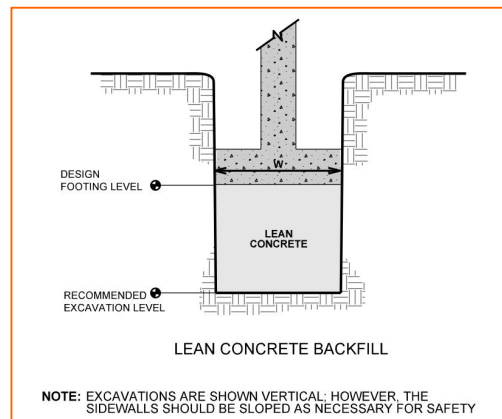 W
DESIGN
FOOTING LEVEL
LEAN
CONCRETE
RECOMMENDED
EXCAVATION LEVEL
LEAN CONCRETE BACKFILL
NOTE: EXCAVATIONS ARE SHOWN VERTICAL; HOWEVER, THE
SIDEWALLS SHOULD BE SLOPED AS NECESSARY FOR SAFETY